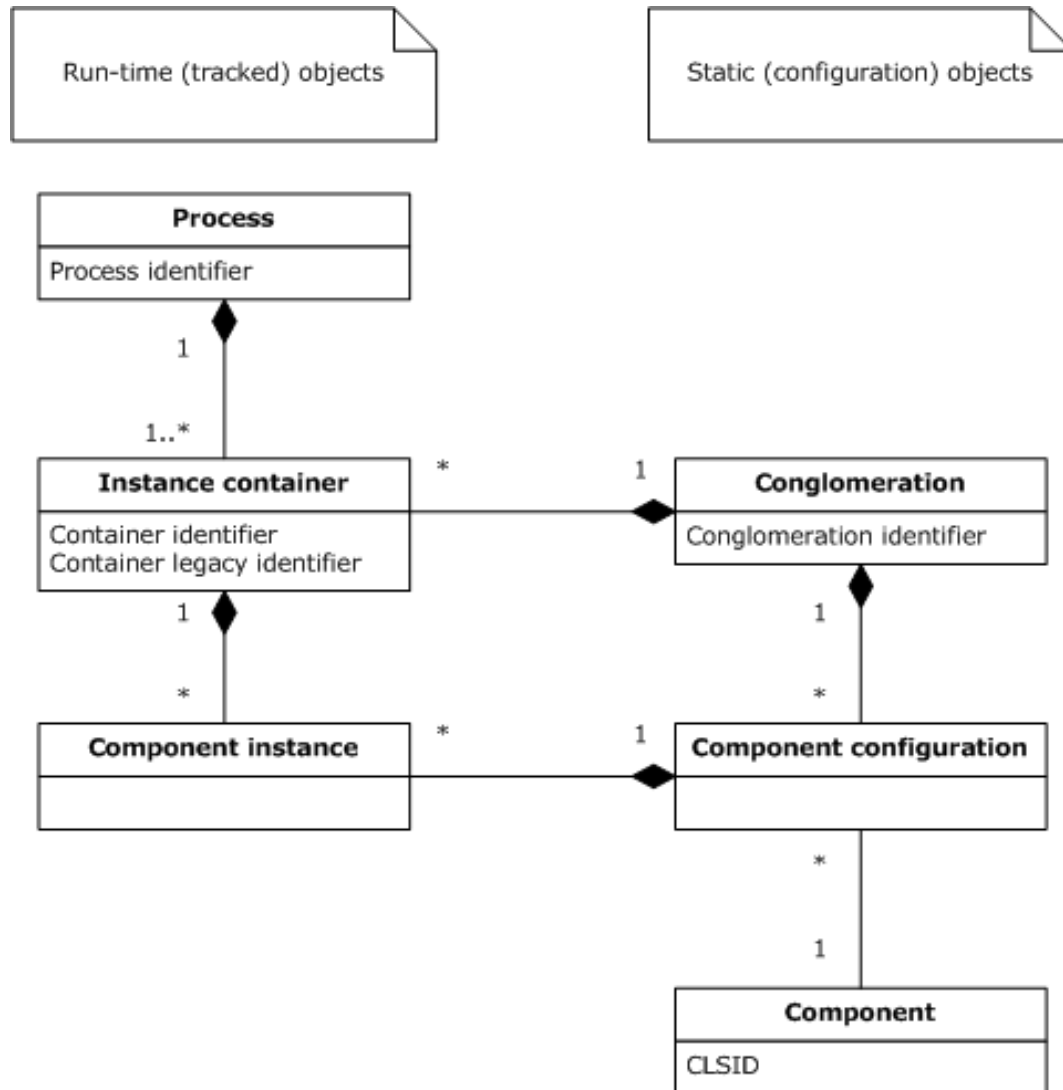 Run-time (tracked) objects
Static (configuration) objects
Process
Process identifier
1
1..*
Instance container
Container identifier
Container legacy identifier
*
1
Conglomeration
Conglomeration identifier
1
*
1
*
Component instance
*
1
Component configuration
*
1
Component
CLSID